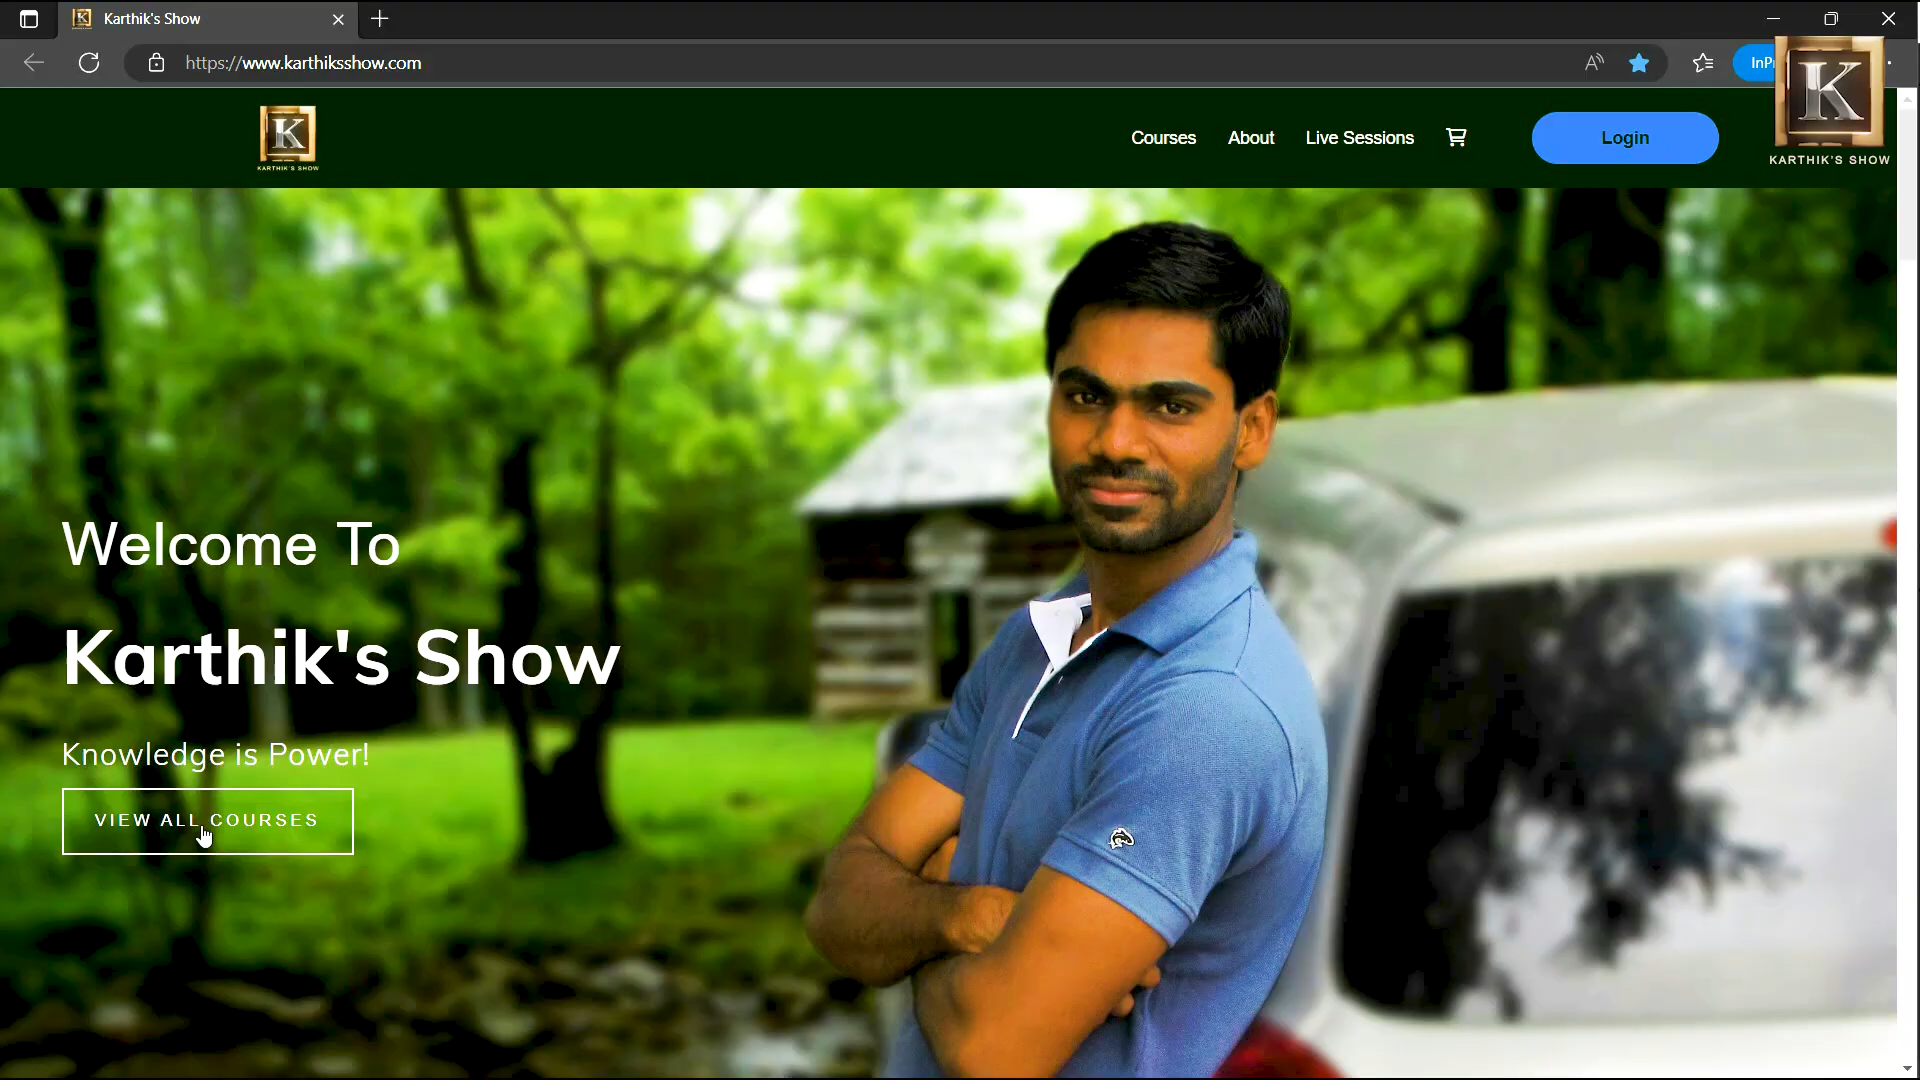 Karthik's Show
https://www.karthiksshow.com
InPr
K
KARTHIK'S SHOW
Courses
About
Live Sessions
Login
K
KARTHIK'S SHOW
Welcome To
Karthik's Show
Knowledge is Power!
VIEW ALL COURSES